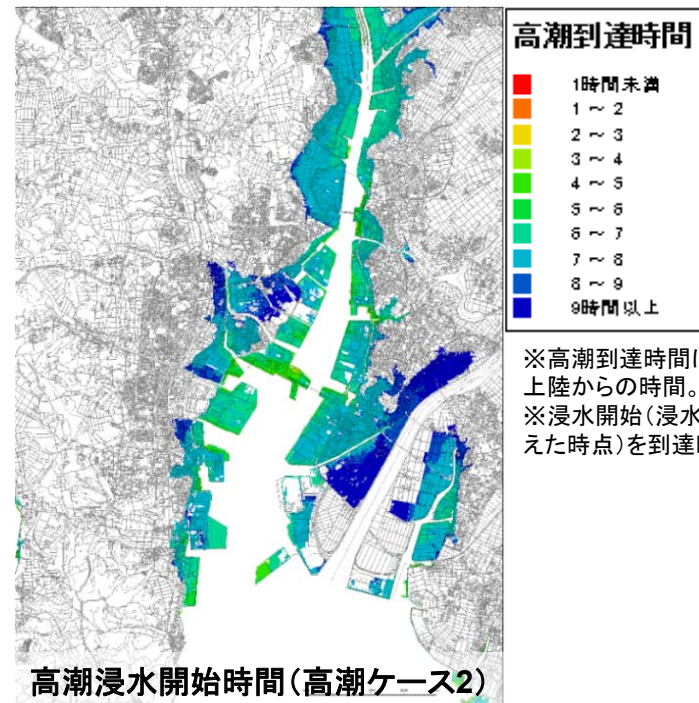 高潮到達時間
1時間未満
1 ～ 2
2 ～ 3
3 ～ 4
4 ～ 5
5 ～ 6
6 ～ 7
7 ～ 8
8 ～ 9
9時間以上
※高潮到達時間に
上陸からの時間。
※浸水開始（浸水
えた時点）を到達
高潮浸水開始時間（高潮ケース2）